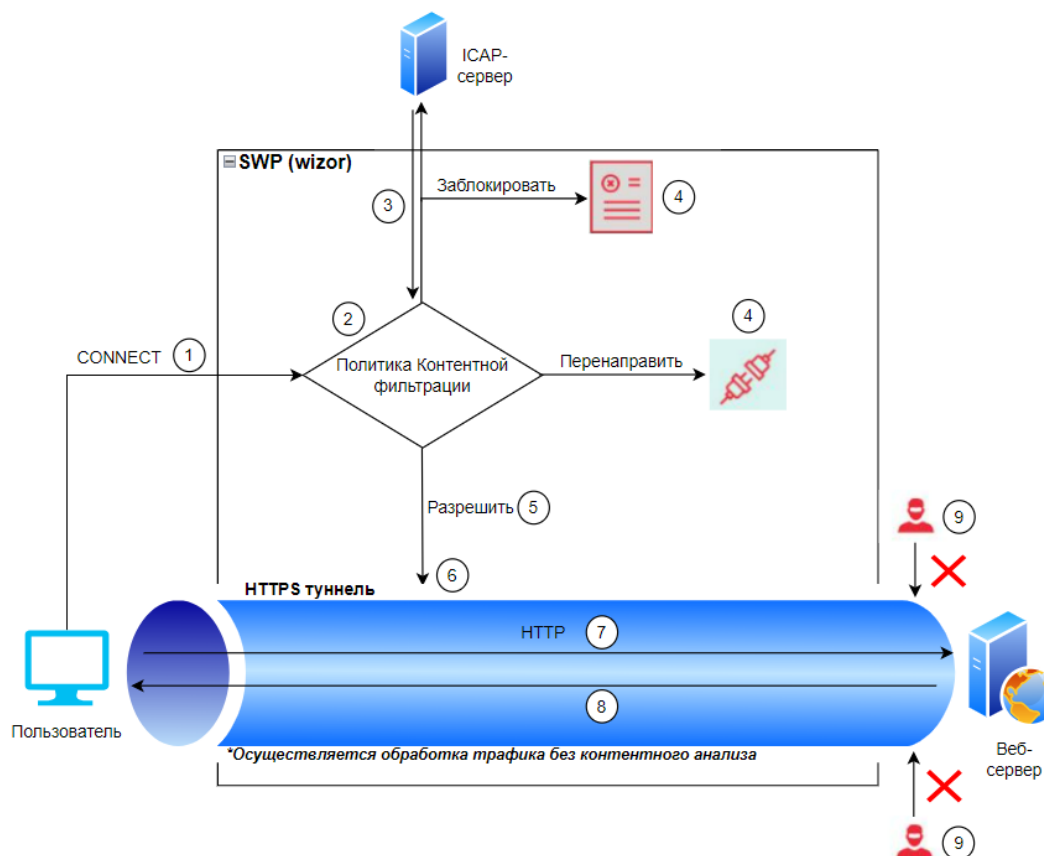 ICAP-
сервер
SWP (wizor)
Заблокировать
4
3
2
4
CONNECT
1
Политика Контентной
фильтрации
Перенаправить
Разрешить
5
9
6
HTTPS туннель
HTTP
7
8
Пользователь
*Осуществляется обработка трафика без контентного анализа
Веб-
сервер
9